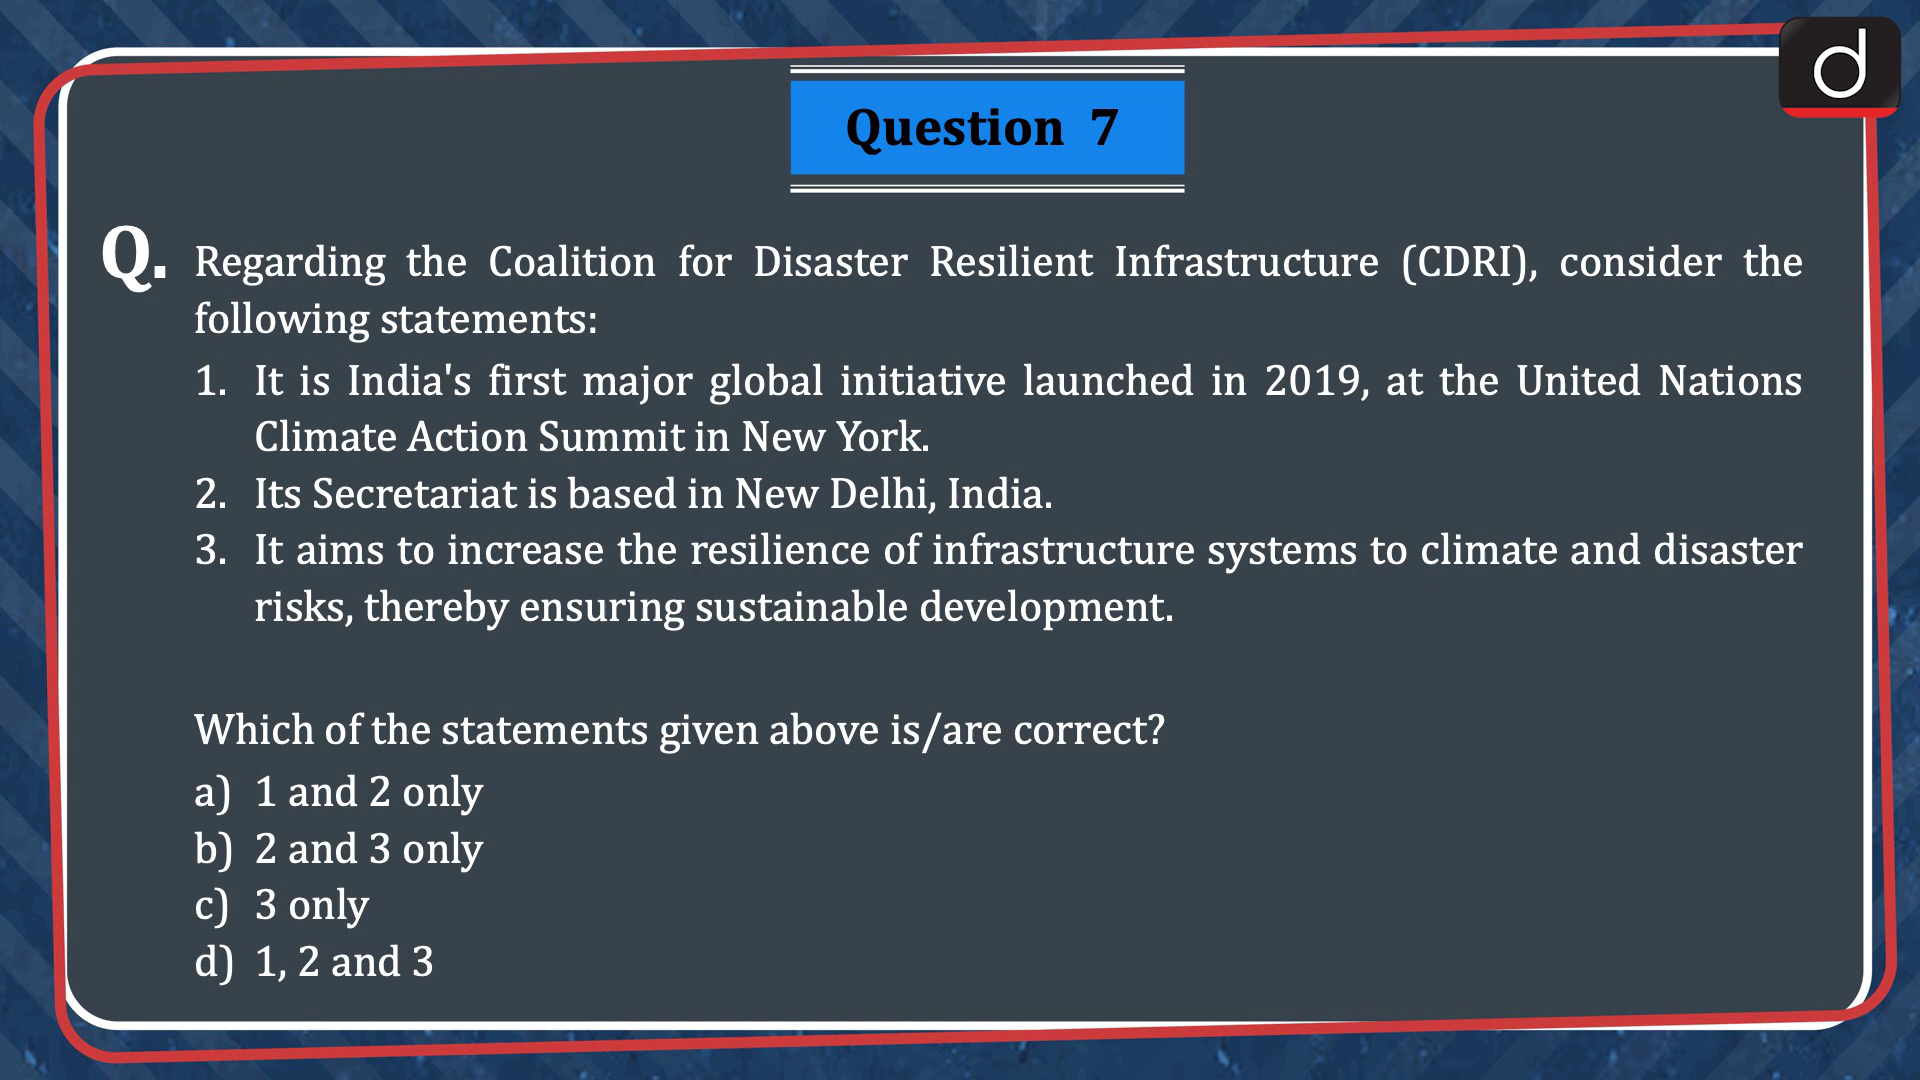 d
Question 7
Q. Regarding the Coalition for Disaster Resilient Infrastructure (CDRI), consider the
following statements:
1. It is India's first major global initiative launched in 2019, at the United Nations
Climate Action Summit in New York.
2. Its Secretariat is based in New Delhi, India.
3. It aims to increase the resilience of infrastructure systems to climate and disaster
risks, thereby ensuring sustainable development.
Which of the statements given above is/are correct?
a) 1 and 2 only
b) 2 and 3 only
c) 3 only
d) 1, 2 and 3